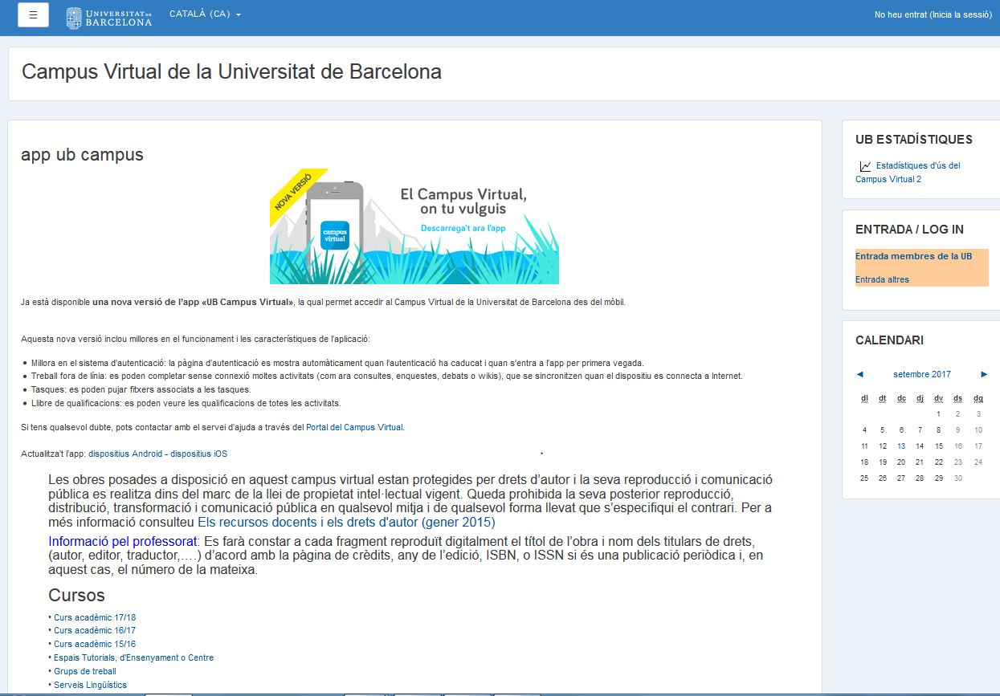 ☰
UNIVERSITAT DE
BARCELONA
CATALÀ (CA)
No heu entrat (Inicia la sessió)
Campus Virtual de la Universitat de Barcelona
app ub campus
NOVA VERSIÓ
campus
virtual
El Campus Virtual,
on tu vulguis
Descarrega't ara l'app
Ja està disponible una nova versió de l'app «UB Campus Virtual», la qual permet accedir al Campus Virtual de la Universitat de Barcelona des del mòbil.
Aquesta nova versió inclou millores en el funcionament i les característiques de l'aplicació:
• Millora en el sistema d'autenticació: la pàgina d'autenticació es mostra automàticament quan l'autenticació ha caducat i quan s'entra a l'app per primera vegada.
• Treball fora de línia: es poden completar sense connexió moltes activitats (com ara consultes, enquestes, debats o wikis), que se sincronitzen quan el dispositiu es connecta a Internet.
• Tasques: es poden pujar fitxers associats a les tasques.
• Llibre de qualificacions: es poden veure les qualificacions de totes les activitats.
Si tens qualsevol dubte, pots contactar amb el servei d'ajuda a través del Portal del Campus Virtual.
Actualitza't l'app: dispositius Android - dispositius iOS
Les obres posades a disposició en aquest campus virtual estan protegides per drets d'autor i la seva reproducció i comunicació
pública es realitza dins del marc de la llei de propietat intel·lectual vigent. Queda prohibida la seva posterior reproducció,
distribució, transformació i comunicació pública en qualsevol mitja i de qualsevol forma llevat que s'especifiqui el contrari. Per a
més informació consulteu Els recursos docents i els drets d'autor (gener 2015)
Informació pel professorat: Es farà constar a cada fragment reproduït digitalment el títol de l'obra i nom dels titulars de drets,
(autor, editor, traductor,….) d'acord amb la pàgina de crèdits, any de l'edició, ISBN, o ISSN si és una publicació periòdica i, en
aquest cas, el número de la mateixa.
Cursos
• Curs acadèmic 17/18
• Curs acadèmic 16/17
• Curs acadèmic 15/16
• Espais Tutorials, d'Ensenyament o Centre
• Grups de treball
• Serveis Lingüístics
UB ESTADÍSTIQUES
Estadístiques d'ús del
Campus Virtual 2
ENTRADA / LOG IN
Entrada membres de la UB
Entrada altres
CALENDARI
◄ setembre 2017 ►
dl dt dc dj dv ds dg
1 2 3
4 5 6 7 8 9 10
11 12 13 14 15 16 17
18 19 20 21 22 23 24
25 26 27 28 29 30